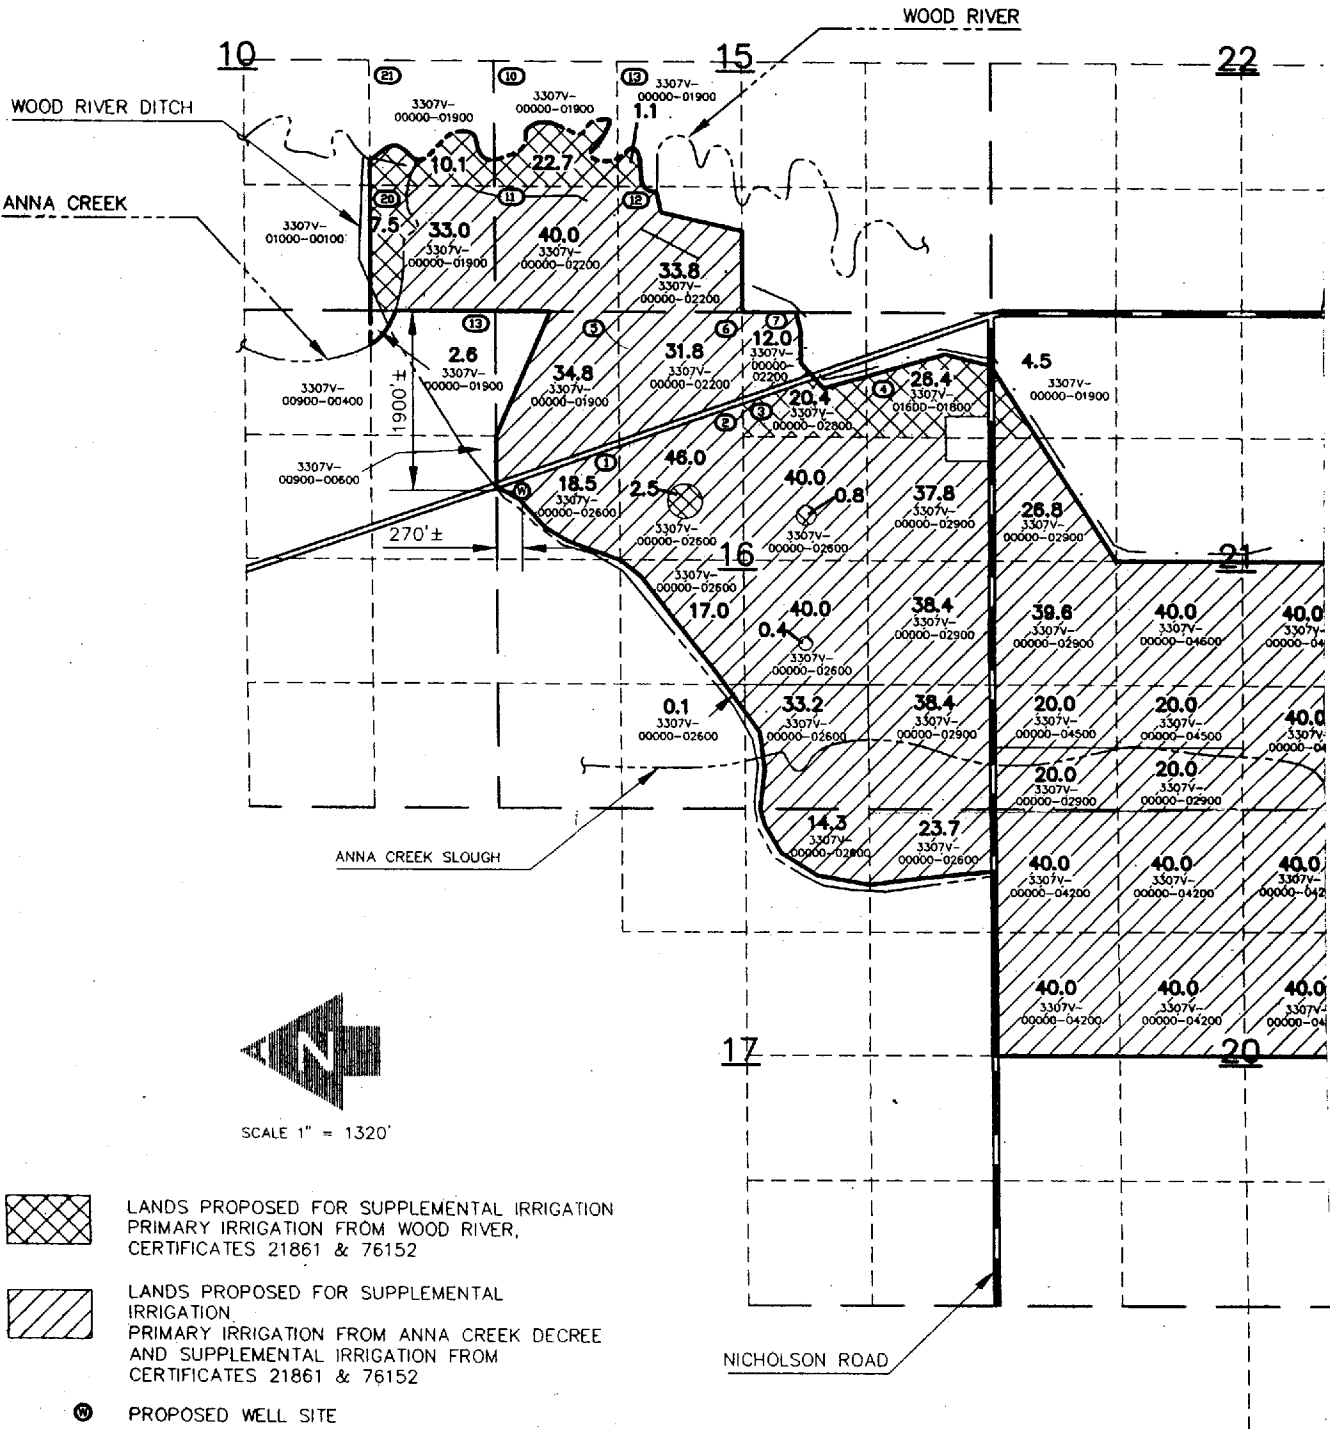 WOOD RIVER
10
15
22
21
10
13
3307V-
00000-01900
3307V-
00000-01900
3307V-
00000-01900
1.1
WOOD RIVER DITCH
10.1
22.7
ANNA CREEK
20
11
12
3307V-
01000-00100
7.5
33.0
3307V-
00000-01900
40.0
3307V-
00000-02200
33.8
3307V-
00000-02200
13
5
6
7
2.6
3307V-
00000-01900
34.8
3307V-
00000-01900
31.8
3307V-
00000-02200
12.0
3307V-
00000-
02200
4.5
3307V-
00000-01900
3307V-
00900-00400
1900'±
4
26.4
3307V-
01600-01800
20.4
3307V-
00000-02800
3
2
1
3307V-
00900-00600
46.0
2.5
3307V-
00000-02600
18.5
3307V-
00000-02600
W
40.0
0.8
3307V-
00000-02600
37.8
3307V-
00000-02900
26.8
3307V-
00000-02900
270'±
16
21
3307V-
00000-02600
17.0
40.0
0.4
3307V-
00000-02600
38.4
3307V-
00000-02900
39.6
3307V-
00000-02900
40.0
3307V-
00000-04600
40.0
3307V-
00000-04
0.1
3307V-
00000-02600
33.2
3307V-
00000-02600
38.4
3307V-
00000-02900
20.0
3307V-
00000-04500
20.0
3307V-
00000-04500
40.0
3307V-
00000-04
20.0
3307V-
00000-02900
20.0
3307V-
00000-02900
ANNA CREEK SLOUGH
14.3
3307V-
00000-02600
23.7
3307V-
00000-02600
40.0
3307V-
00000-04200
40.0
3307V-
00000-04200
40.0
3307V-
00000-042
40.0
3307V-
00000-04200
40.0
3307V-
00000-04200
40.0
3307V-
00000-04
17
20
N
SCALE 1" = 1320'
LANDS PROPOSED FOR SUPPLEMENTAL IRRIGATION
PRIMARY IRRIGATION FROM WOOD RIVER,
CERTIFICATES 21861 & 76152
LANDS PROPOSED FOR SUPPLEMENTAL
IRRIGATION
PRIMARY IRRIGATION FROM ANNA CREEK DECREE
AND SUPPLEMENTAL IRRIGATION FROM
CERTIFICATES 21861 & 76152
NICHOLSON ROAD
W PROPOSED WELL SITE